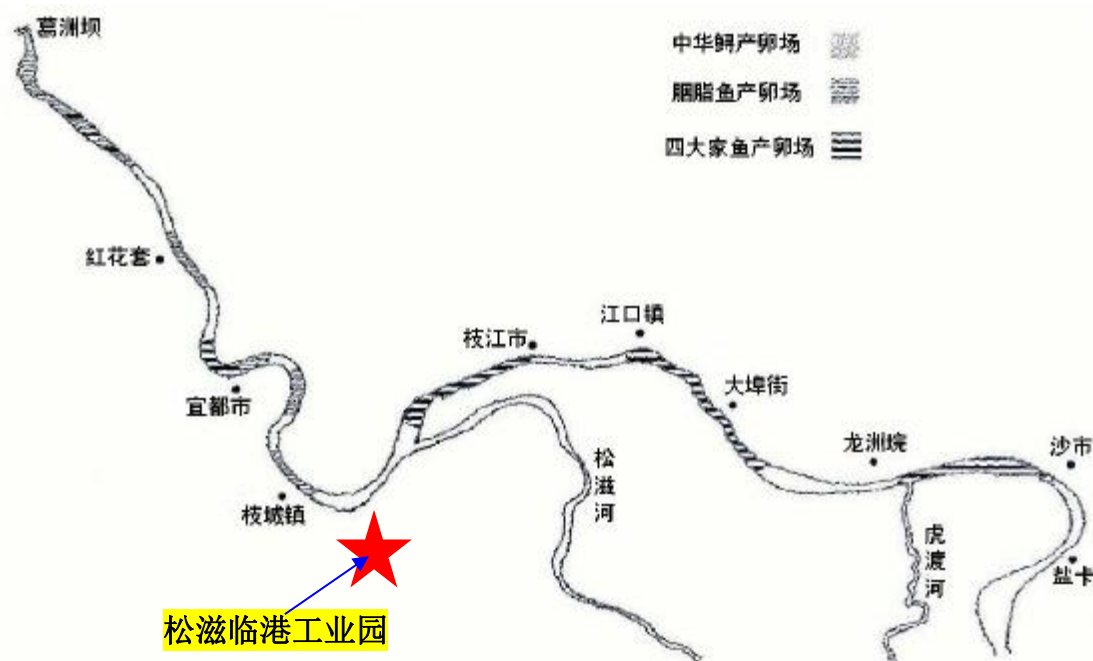 葛洲坝
中华鲟产卵场
胭脂鱼产卵场
四大家鱼产卵场
紅花套
江口镇
枝江市
大埠街
宜都市
龙洲垸
沙市
松滋河
枝城镇
虎渡河
盐卡
松滋临港工业园